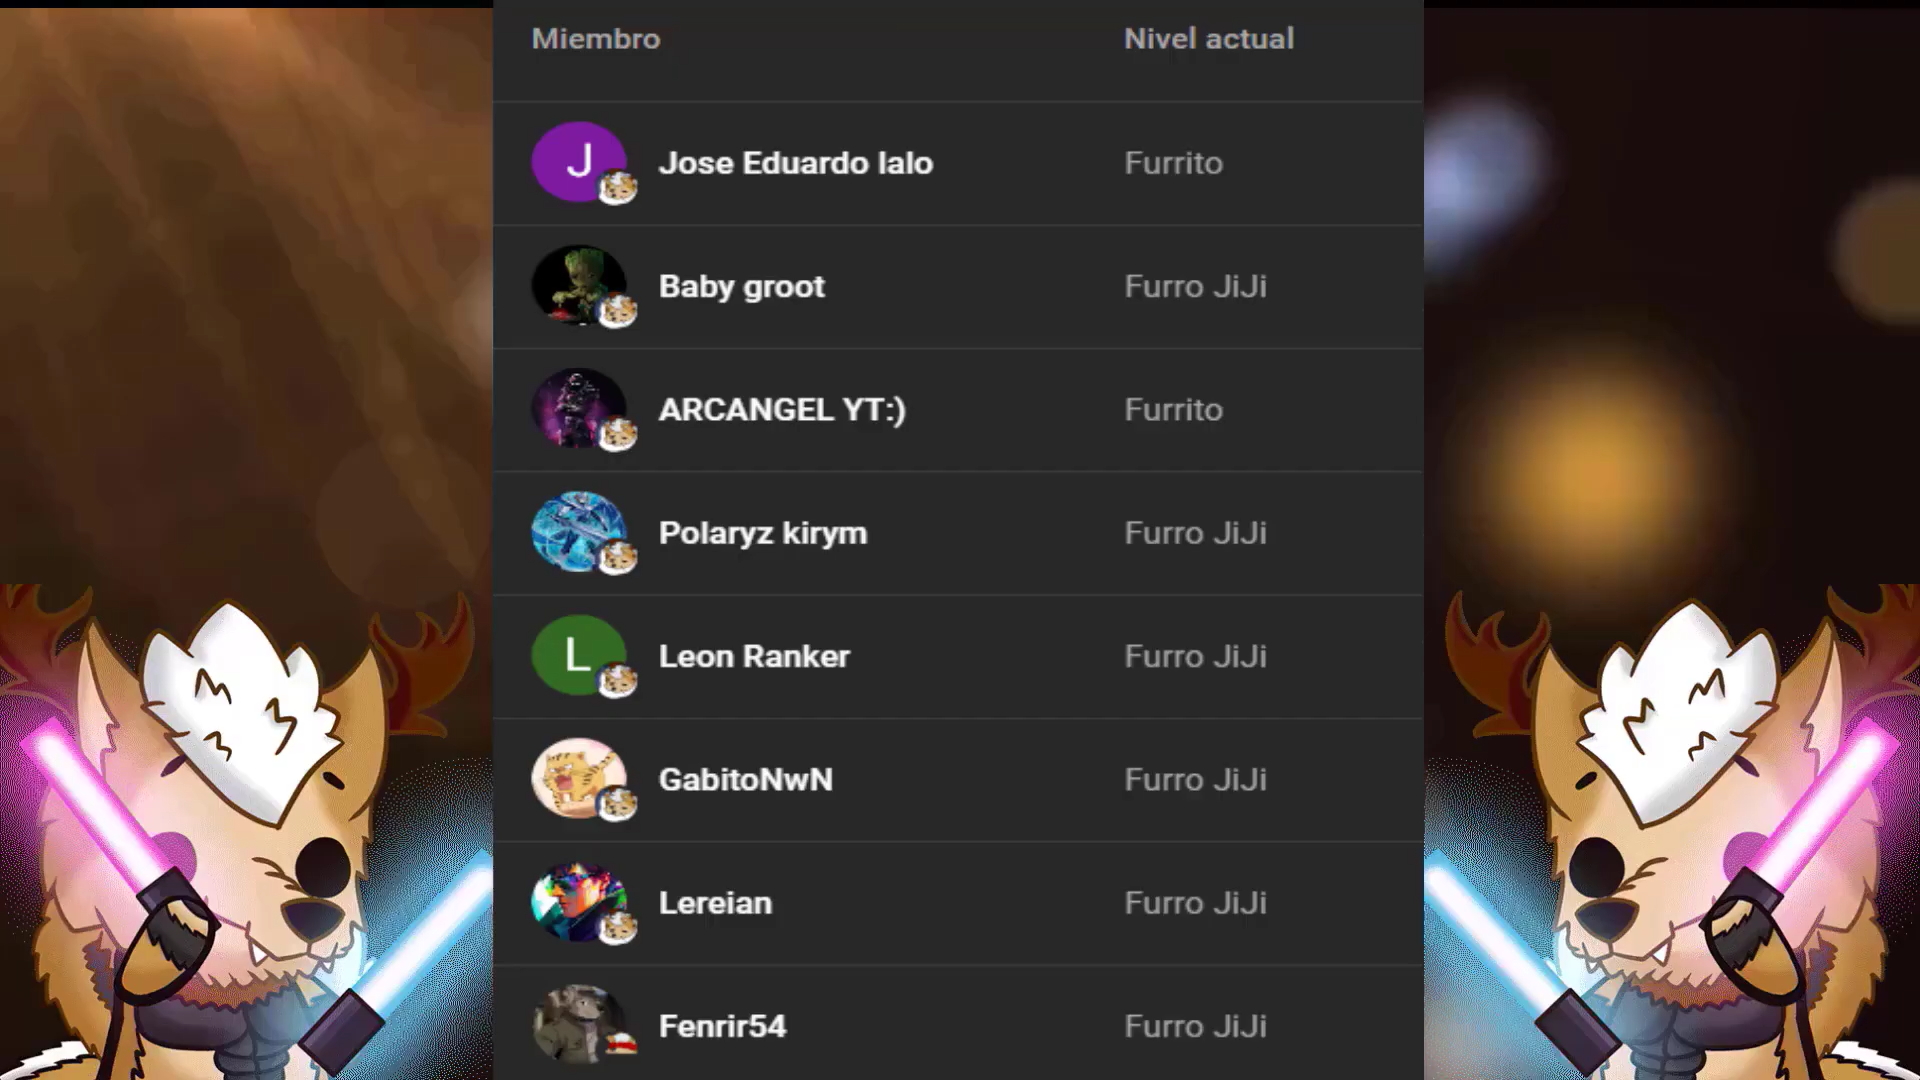 Miembro Nivel actual
J Jose Eduardo lalo Furrito
Baby groot Furro JiJi
ARCANGEL YT:) Furrito
Polaryz kirym Furro JiJi
L Leon Ranker Furro JiJi
GabitoNwN Furro JiJi
Lereian Furro JiJi
Fenrir54 Furro JiJi